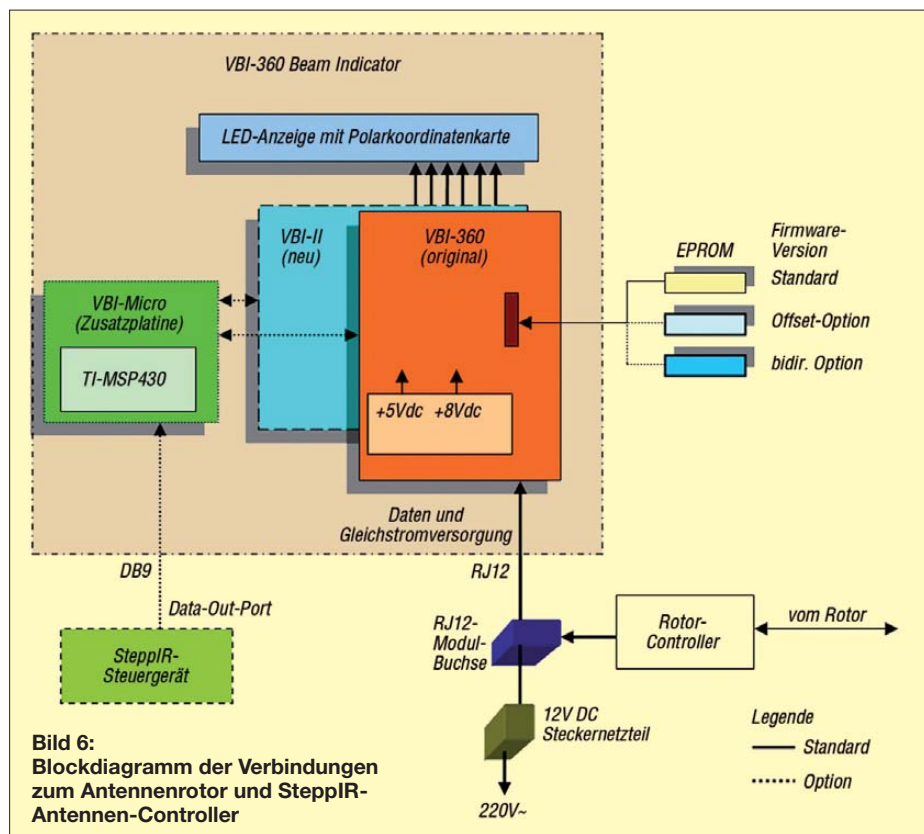 VBI-360 Beam Indicator
LED-Anzeige mit Polarkoordinatenkarte
VBI-II
(neu)
VBI-360
(original)
EPROM
Firmware-
Version
Standard
Offset-Option
bidir. Option
VBI-Micro
(Zusatzplatine)
TI-MSP430
+5Vdc
+8Vdc
Daten und
Gleichstromversorgung
DB9
RJ12
Data-Out-Port
SteppIR-
Steuergerät
RJ12-
Modul-
Buchse
Rotor-
Controller
vom Rotor
12V DC
Steckernetzteil
220V~
Legende
Standard
Option
Bild 6:
Blockdiagramm der Verbindungen
zum Antennenrotor und SteppIR-
Antennen-Controller